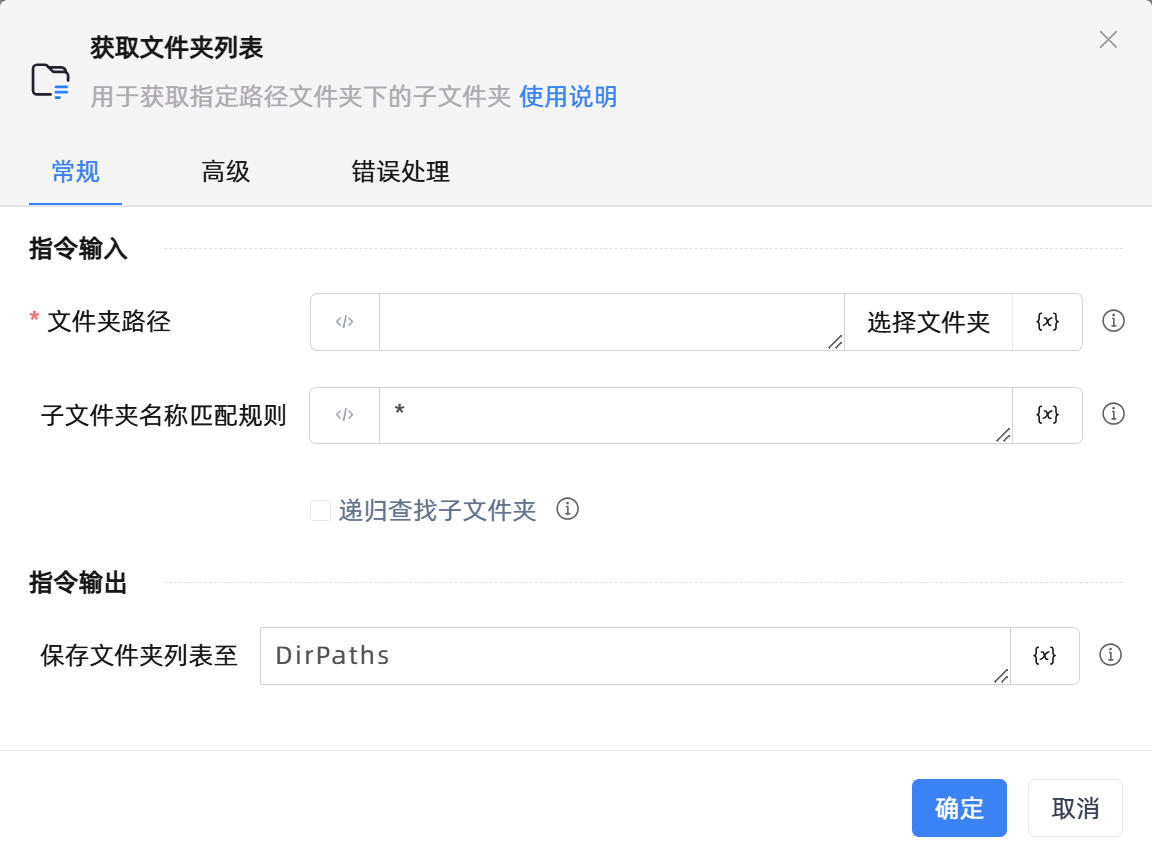 获取文件夹列表
用于获取指定路径文件夹下的子文件夹 使用说明
常规 高级 错误处理
指令输入
* 文件夹路径 </> 选择文件夹 {x}
子文件夹名称匹配规则 </> * {x}
递归查找子文件夹
指令输出
保存文件夹列表至 DirPaths {x}
确定 取消